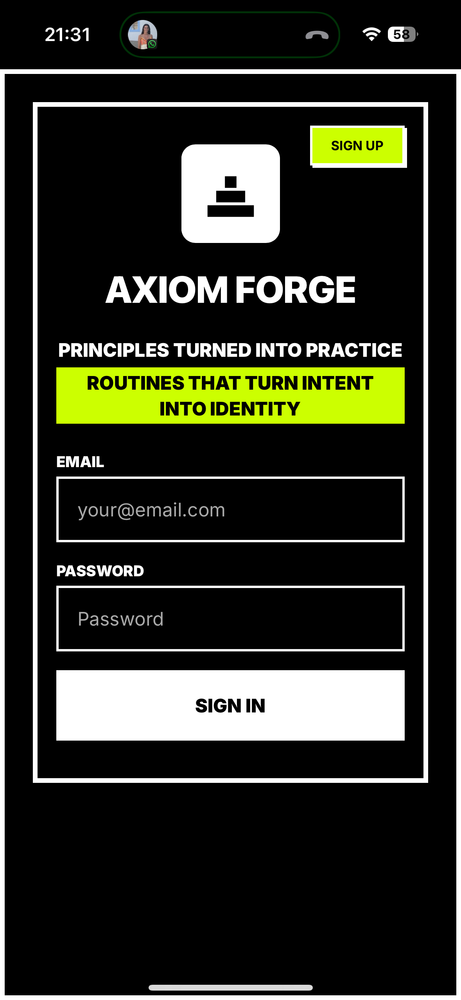 21:31
58
SIGN UP
AXIOM FORGE
PRINCIPLES TURNED INTO PRACTICE
ROUTINES THAT TURN INTENT
INTO IDENTITY
EMAIL
your@email.com
PASSWORD
Password
SIGN IN